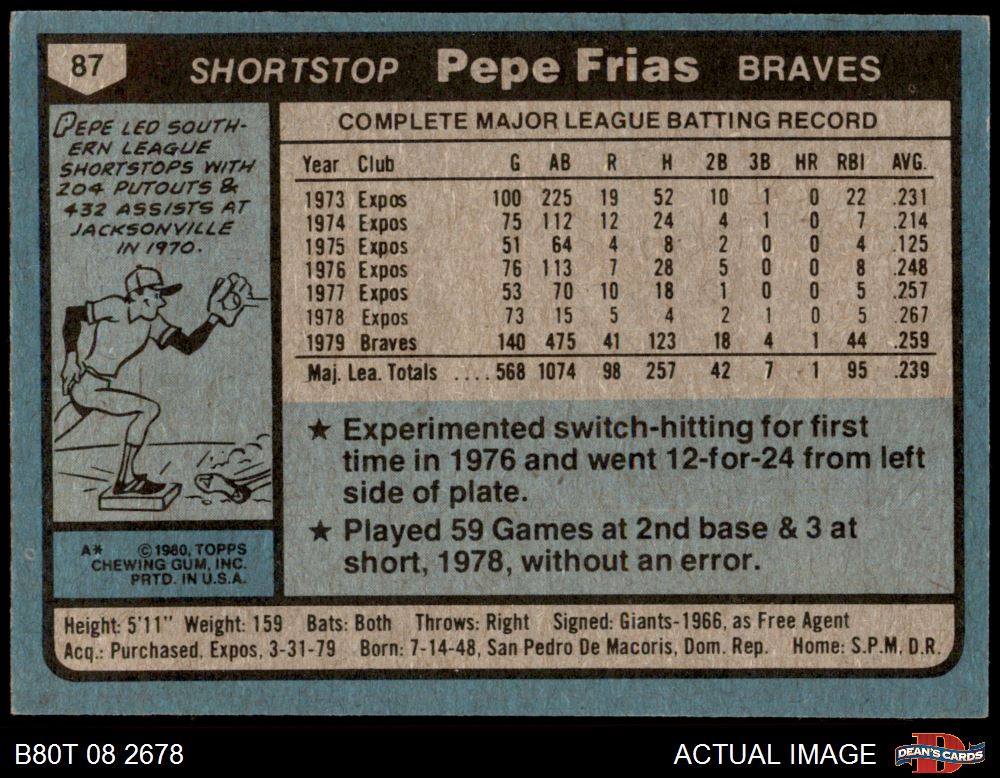 87 SHORTSTOP Pepe Frias BRAVES
PEPE LED SOUTH-
ERN LEAGUE
SHORTSTOPS WITH
204 PUTOUTS &
432 ASSISTS AT
JACKSONVILLE
IN 1970.
A* © 1980, TOPPS
CHEWING GUM, INC.
PRTD. IN U.S.A.
COMPLETE MAJOR LEAGUE BATTING RECORD
Year Club G AB R H 2B 3B HR RBI AVG.
1973 Expos 100 225 19 52 10 1 0 22 .231
1974 Expos 75 112 12 24 4 1 0 7 .214
1975 Expos 51 64 4 8 2 0 0 4 .125
1976 Expos 76 113 7 28 5 0 0 8 .248
1977 Expos 53 70 10 18 1 0 0 5 .257
1978 Expos 73 15 5 4 2 1 0 5 .267
1979 Braves 140 475 41 123 18 4 1 44 .259
Maj. Lea. Totals ....568 1074 98 257 42 7 1 95 .239
★ Experimented switch-hitting for first
time in 1976 and went 12-for-24 from left
side of plate.
★ Played 59 Games at 2nd base & 3 at
short, 1978, without an error.
Height: 5'11" Weight: 159 Bats: Both Throws: Right Signed: Giants-1966, as Free Agent
Acq.: Purchased, Expos, 3-31-79 Born: 7-14-48, San Pedro De Macoris, Dom. Rep. Home: S.P.M. D.R.
B80T 08 2678 ACTUAL IMAGE DEAN'S CARDS